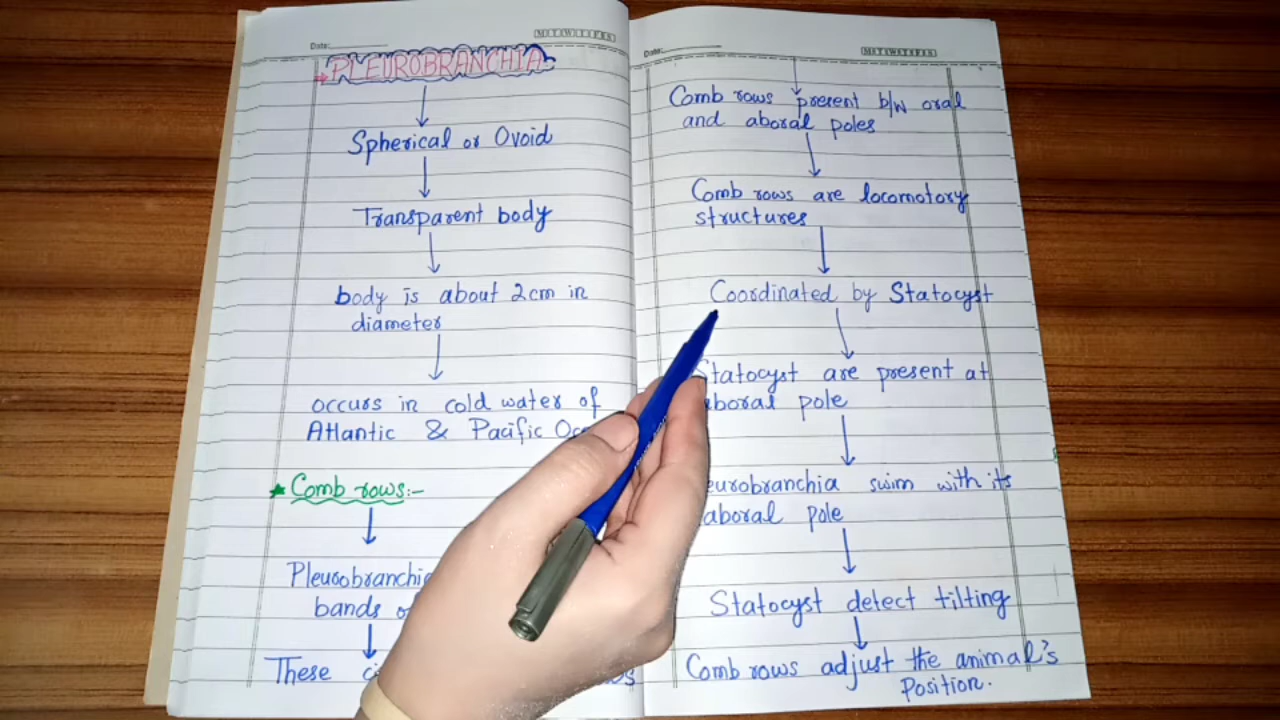 Date:
PLEUROBRANCHIA
Spherical or Ovoid
Transparent body
body is about 2cm in
diameter
occurs in cold water of
Atlantic & Pacific
Comb rows:-
bands
These
Date:
Comb rows present b/w oral
and aboral poles
Comb rows are locomotory
structures
Coordinated by Statocyst
Statocyst are present at
aboral pole
swim with its
aboral pole
Statocyst detect tilting
Comb rows adjust the animal's
Position.